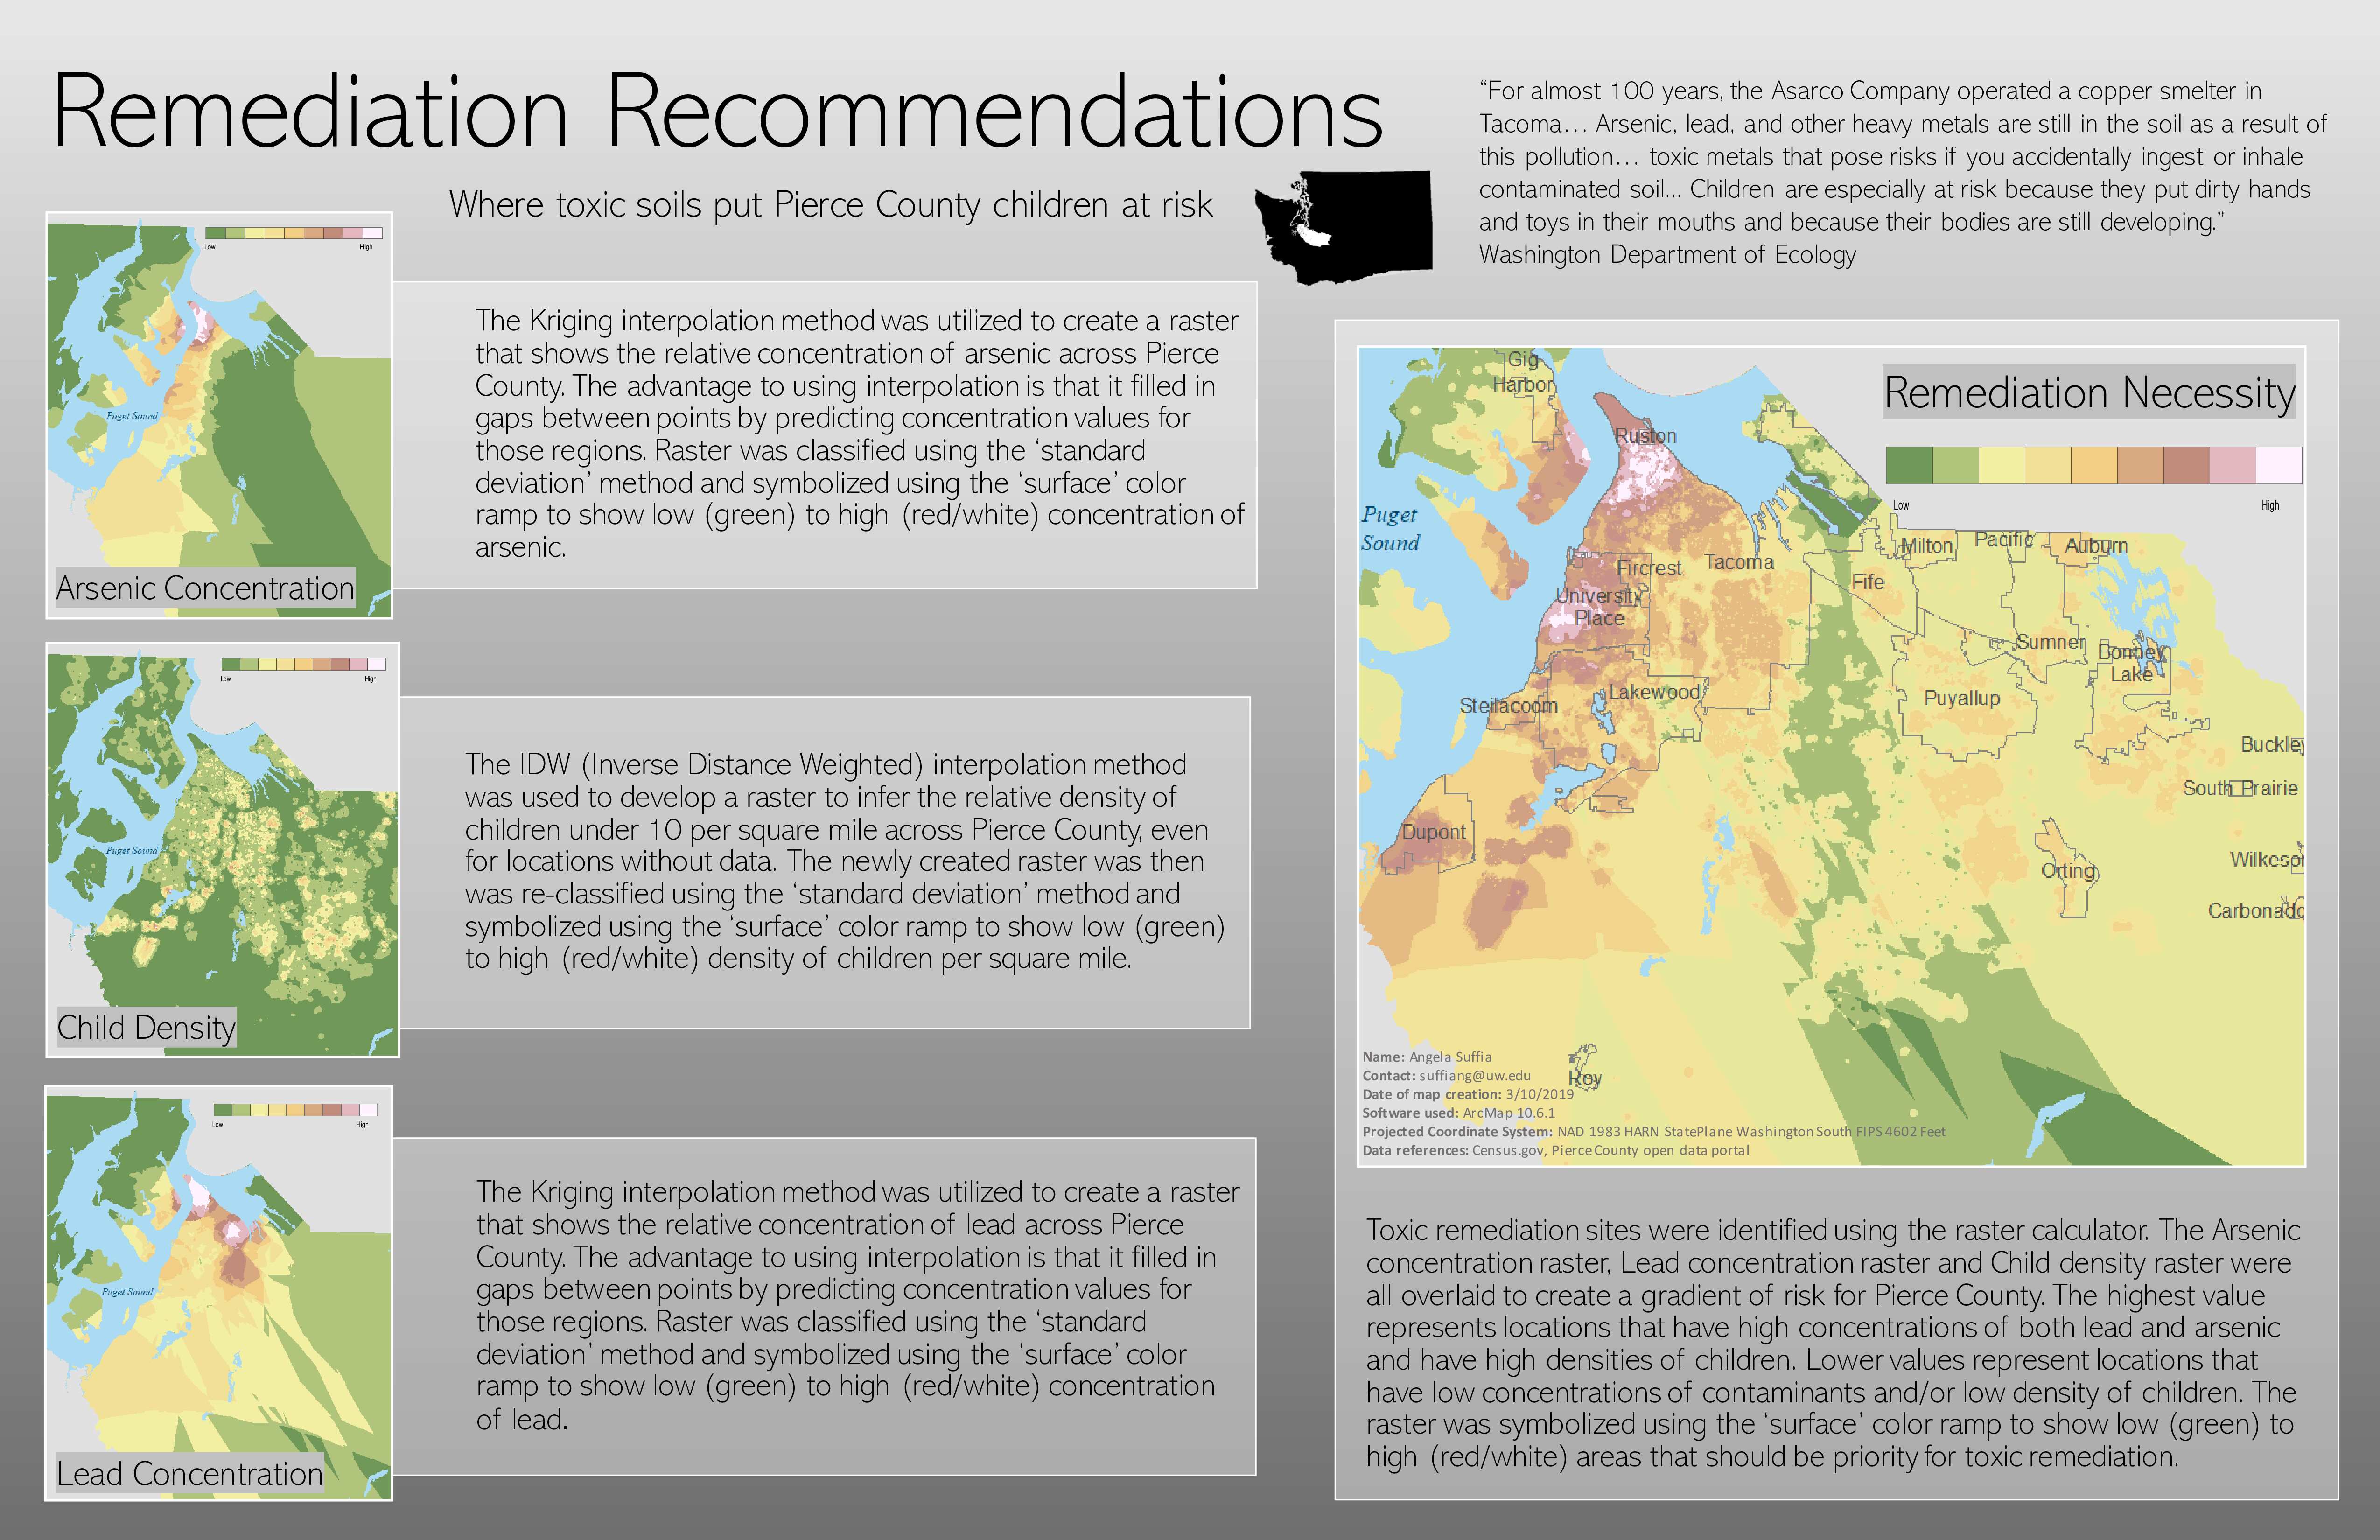 Remediation Recommendations
Where toxic soils put Pierce County children at risk
“For almost 100 years, the Asarco Company operated a copper smelter in
Tacoma… Arsenic, lead, and other heavy metals are still in the soil as a result of
this pollution… toxic metals that pose risks if you accidentally ingest or inhale
contaminated soil... Children are especially at risk because they put dirty hands
and toys in their mouths and because their bodies are still developing.”
Washington Department of Ecology
Low
High
Puget Sound
Arsenic Concentration
The Kriging interpolation method was utilized to create a raster
that shows the relative concentration of arsenic across Pierce
County. The advantage to using interpolation is that it filled in
gaps between points by predicting concentration values for
those regions. Raster was classified using the ‘standard
deviation’ method and symbolized using the ‘surface’ color
ramp to show low (green) to high (red/white) concentration of
arsenic.
Low
High
Puget Sound
Child Density
The IDW (Inverse Distance Weighted) interpolation method
was used to develop a raster to infer the relative density of
children under 10 per square mile across Pierce County, even
for locations without data. The newly created raster was then
was re-classified using the ‘standard deviation’ method and
symbolized using the ‘surface’ color ramp to show low (green)
to high (red/white) density of children per square mile.
Low
High
Puget Sound
Lead Concentration
The Kriging interpolation method was utilized to create a raster
that shows the relative concentration of lead across Pierce
County. The advantage to using interpolation is that it filled in
gaps between points by predicting concentration values for
those regions. Raster was classified using the ‘standard
deviation’ method and symbolized using the ‘surface’ color
ramp to show low (green) to high (red/white) concentration
of lead.
Remediation Necessity
Low
High
Gig
Harbor
Ruston
Puget
Sound
Milton
Pacific
Auburn
Fircrest
Tacoma
Fife
University
Place
Sumner
Bonney
Lake
Steilacoom
Lakewood
Puyallup
Buckley
South Prairie
Dupont
Orting
Wilkeson
Carbonado
Roy
Name: Angela Suffia
Contact: suffiang@uw.edu
Date of map creation: 3/10/2019
Software used: ArcMap 10.6.1
Projected Coordinate System: NAD 1983 HARN StatePlane Washington South FIPS 4602 Feet
Data references: Census.gov, Pierce County open data portal
Toxic remediation sites were identified using the raster calculator. The Arsenic
concentration raster, Lead concentration raster and Child density raster were
all overlaid to create a gradient of risk for Pierce County. The highest value
represents locations that have high concentrations of both lead and arsenic
and have high densities of children. Lower values represent locations that
have low concentrations of contaminants and/or low density of children. The
raster was symbolized using the ‘surface’ color ramp to show low (green) to
high (red/white) areas that should be priority for toxic remediation.